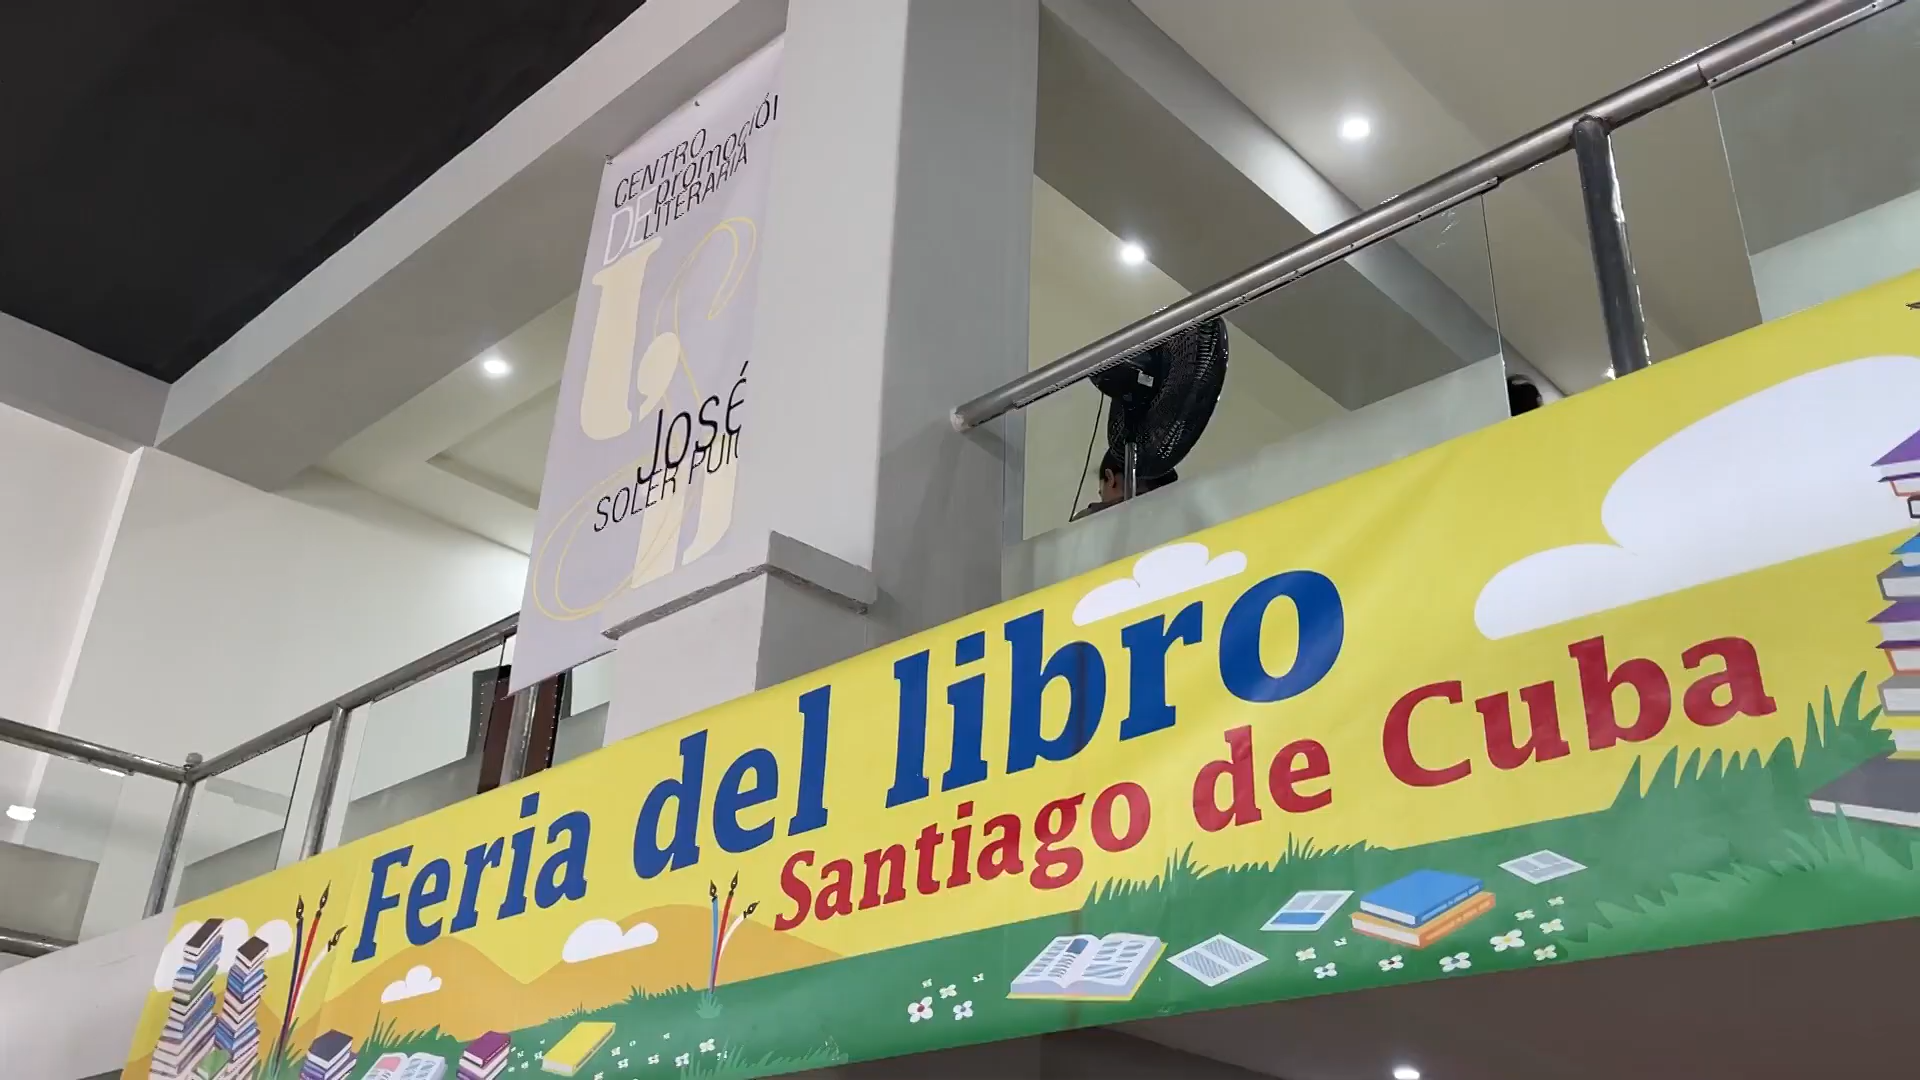 CENTRO
DE promoción
LITERARIA
JOSÉ
SOLER PUIG
Feria del libro
Santiago de Cuba